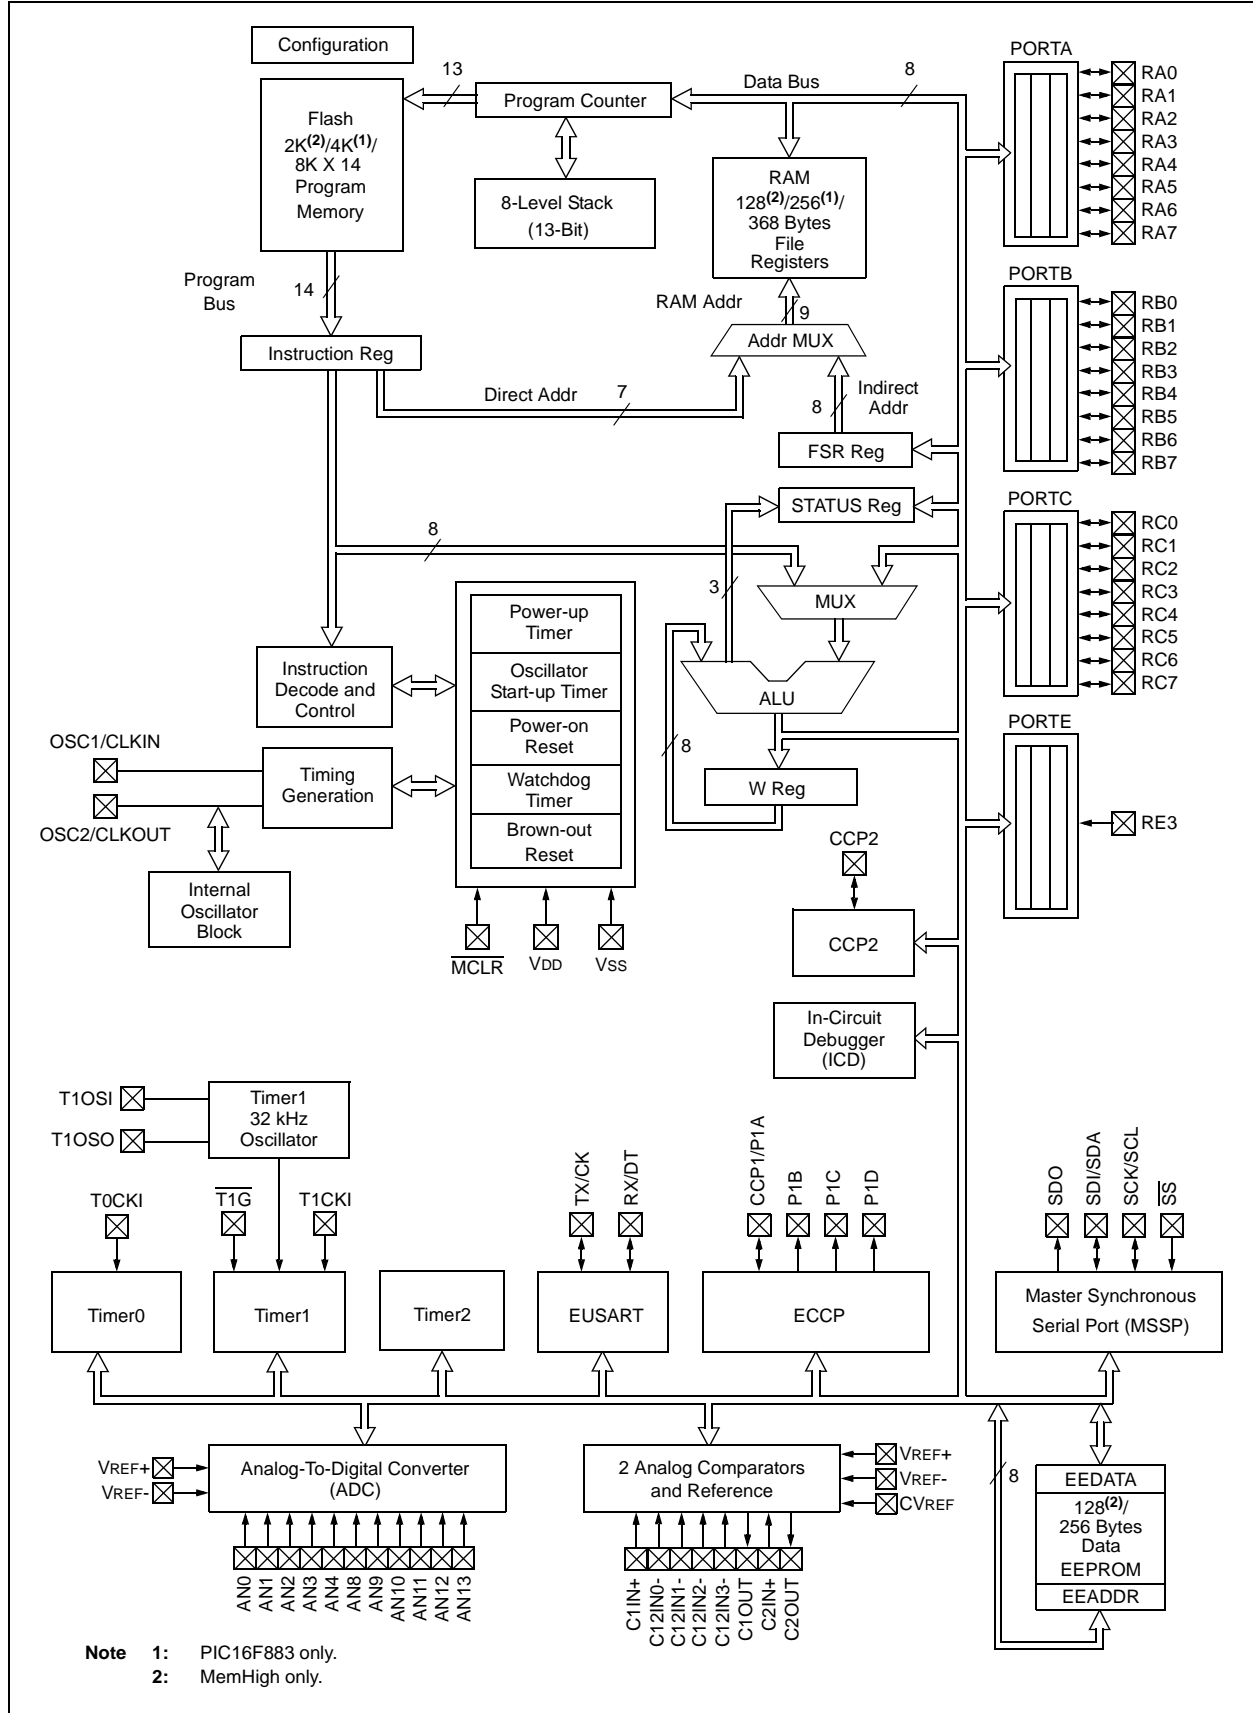 Configuration
Flash
2K(2)/4K(1)/
8K X 14
Program
Memory
13
Program Counter
8-Level Stack
(13-Bit)
Data Bus
8
RAM
128(2)/256(1)/
368 Bytes
File
Registers
PORTA
RA0
RA1
RA2
RA3
RA4
RA5
RA6
RA7
Program
Bus
14
RAM Addr
9
Addr MUX
Instruction Reg
Direct Addr
7
8
Indirect
Addr
FSR Reg
STATUS Reg
PORTB
RB0
RB1
RB2
RB3
RB4
RB5
RB6
RB7
8
3
MUX
ALU
8
W Reg
PORTC
RC0
RC1
RC2
RC3
RC4
RC5
RC6
RC7
Power-up
Timer
Oscillator
Start-up Timer
Power-on
Reset
Watchdog
Timer
Brown-out
Reset
Instruction
Decode and
Control
OSC1/CLKIN
OSC2/CLKOUT
Timing
Generation
Internal
Oscillator
Block
MCLR
VDD
VSS
PORTE
RE3
CCP2
CCP2
In-Circuit
Debugger
(ICD)
T1OSI
T1OSO
Timer1
32 kHz
Oscillator
T0CKI
T1G
T1CKI
TX/CK
RX/DT
CCP1/P1A
P1B
P1C
P1D
SDO
SDI/SDA
SCK/SCL
SS
Timer0
Timer1
Timer2
EUSART
ECCP
Master Synchronous
Serial Port (MSSP)
VREF+
VREF-
Analog-To-Digital Converter
(ADC)
AN0
AN1
AN2
AN3
AN4
AN8
AN9
AN10
AN11
AN12
AN13
2 Analog Comparators
and Reference
VREF+
VREF-
CVREF
C1IN+
C12IN0-
C12IN1-
C12IN2-
C12IN3-
C1OUT
C2IN+
C2OUT
8
EEDATA
128(2)/
256 Bytes
Data
EEPROM
EEADDR
Note 1: PIC16F883 only.
2: MemHigh only.